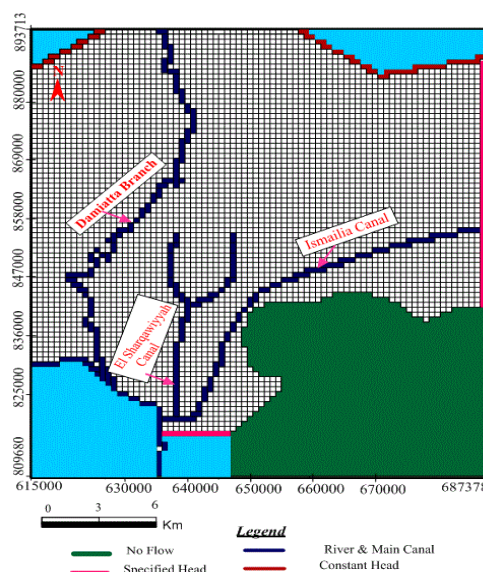 893713
880000
869000
858000
847000
836000
825000
809680
N
Damiatta Branch
Ismailia Canal
El Sharqawiyyah
Canal
615000 630000 640000 650000 660000 670000 687378
0 3 6
Km
Legend
No Flow River & Main Canal
Specified Head Constant Head